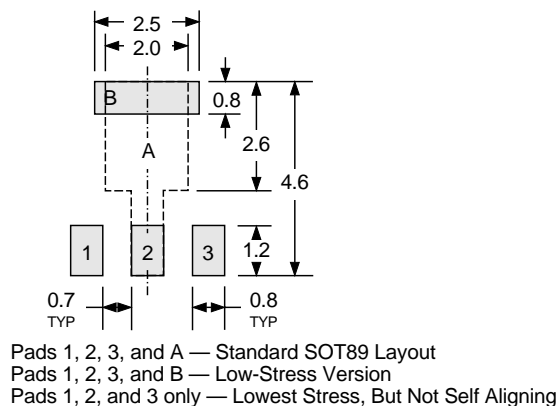 2.5
2.0
B
0.8
A
2.6
4.6
1 2 3
1.2
0.7 0.8
TYP TYP
Pads 1, 2, 3, and A — Standard SOT89 Layout
Pads 1, 2, 3, and B — Low-Stress Version
Pads 1, 2, and 3 only — Lowest Stress, But Not Self Aligning